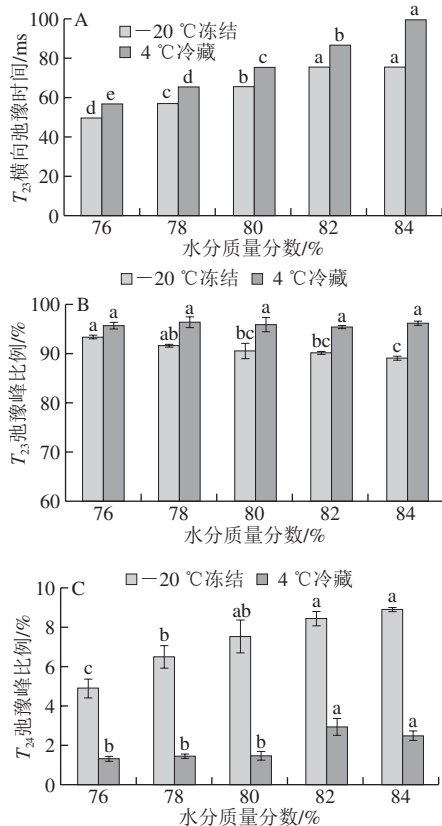 A
－20 ℃冻结
4 ℃冷藏
T23横向弛豫时间/ms
100
80
60
40
20
0
d e c d b c a b a a
76 78 80 82 84
水分质量分数/%
－20 ℃冻结 4 ℃冷藏
B
T23弛豫峰比例/%
100
90
80
70
60
a a ab a bc a bc a c a
76 78 80 82 84
水分质量分数/%
C
－20 ℃冻结 4 ℃冷藏
T24弛豫峰比例/%
10
8
6
4
2
0
c b b b ab b a a a a
76 78 80 82 84
水分质量分数/%